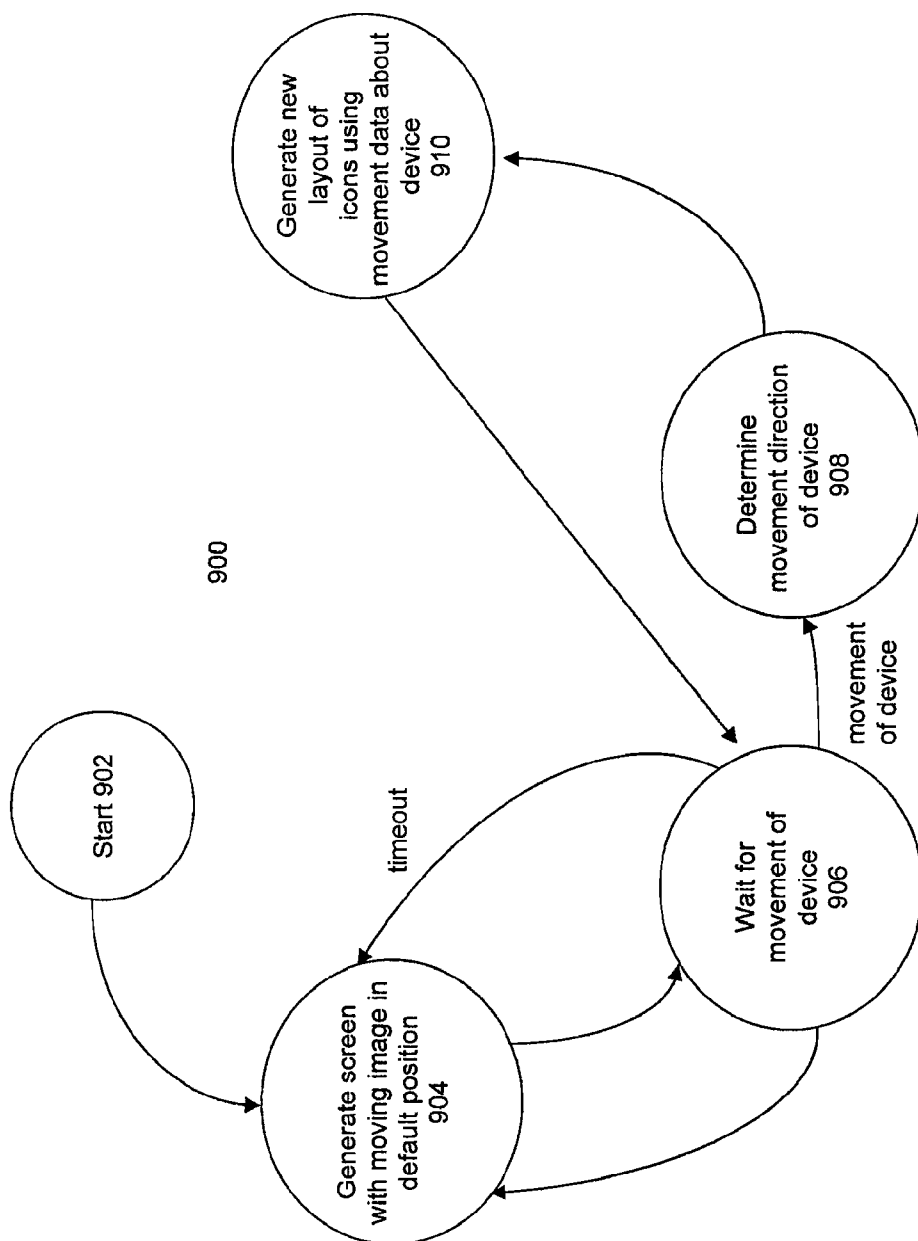 900
Start 902
Generate screen
with moving image in
default position
904
timeout
Wait for
movement of
device
906
movement
of device
Determine
movement direction
of device
908
Generate new
layout of
icons using
movement data about
device
910